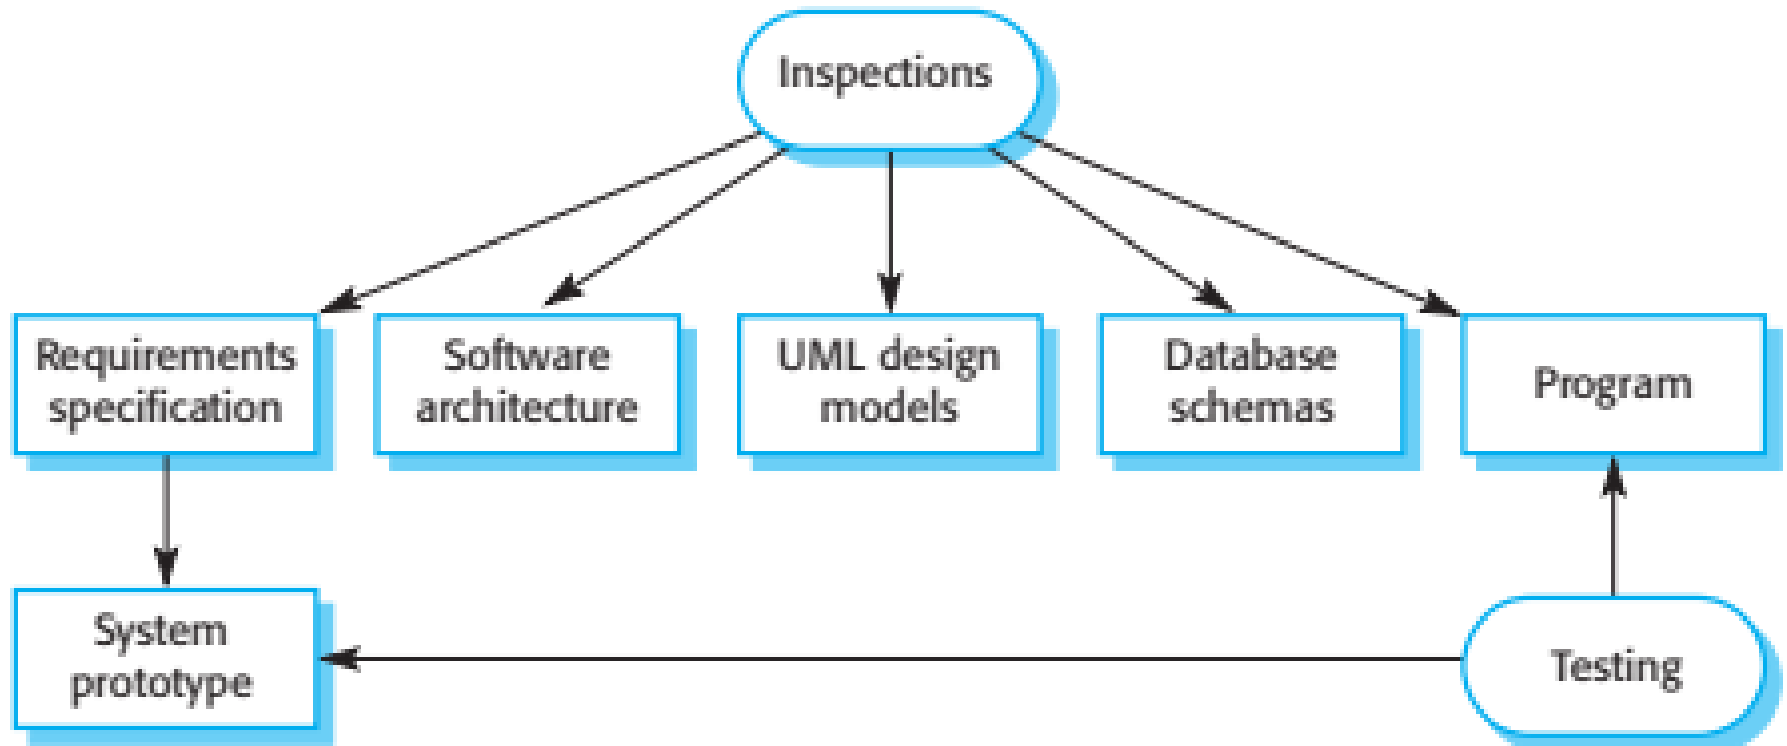 Inspections
Requirements
specification
Software
architecture
UML design
models
Database
schemas
Program
System
prototype
Testing